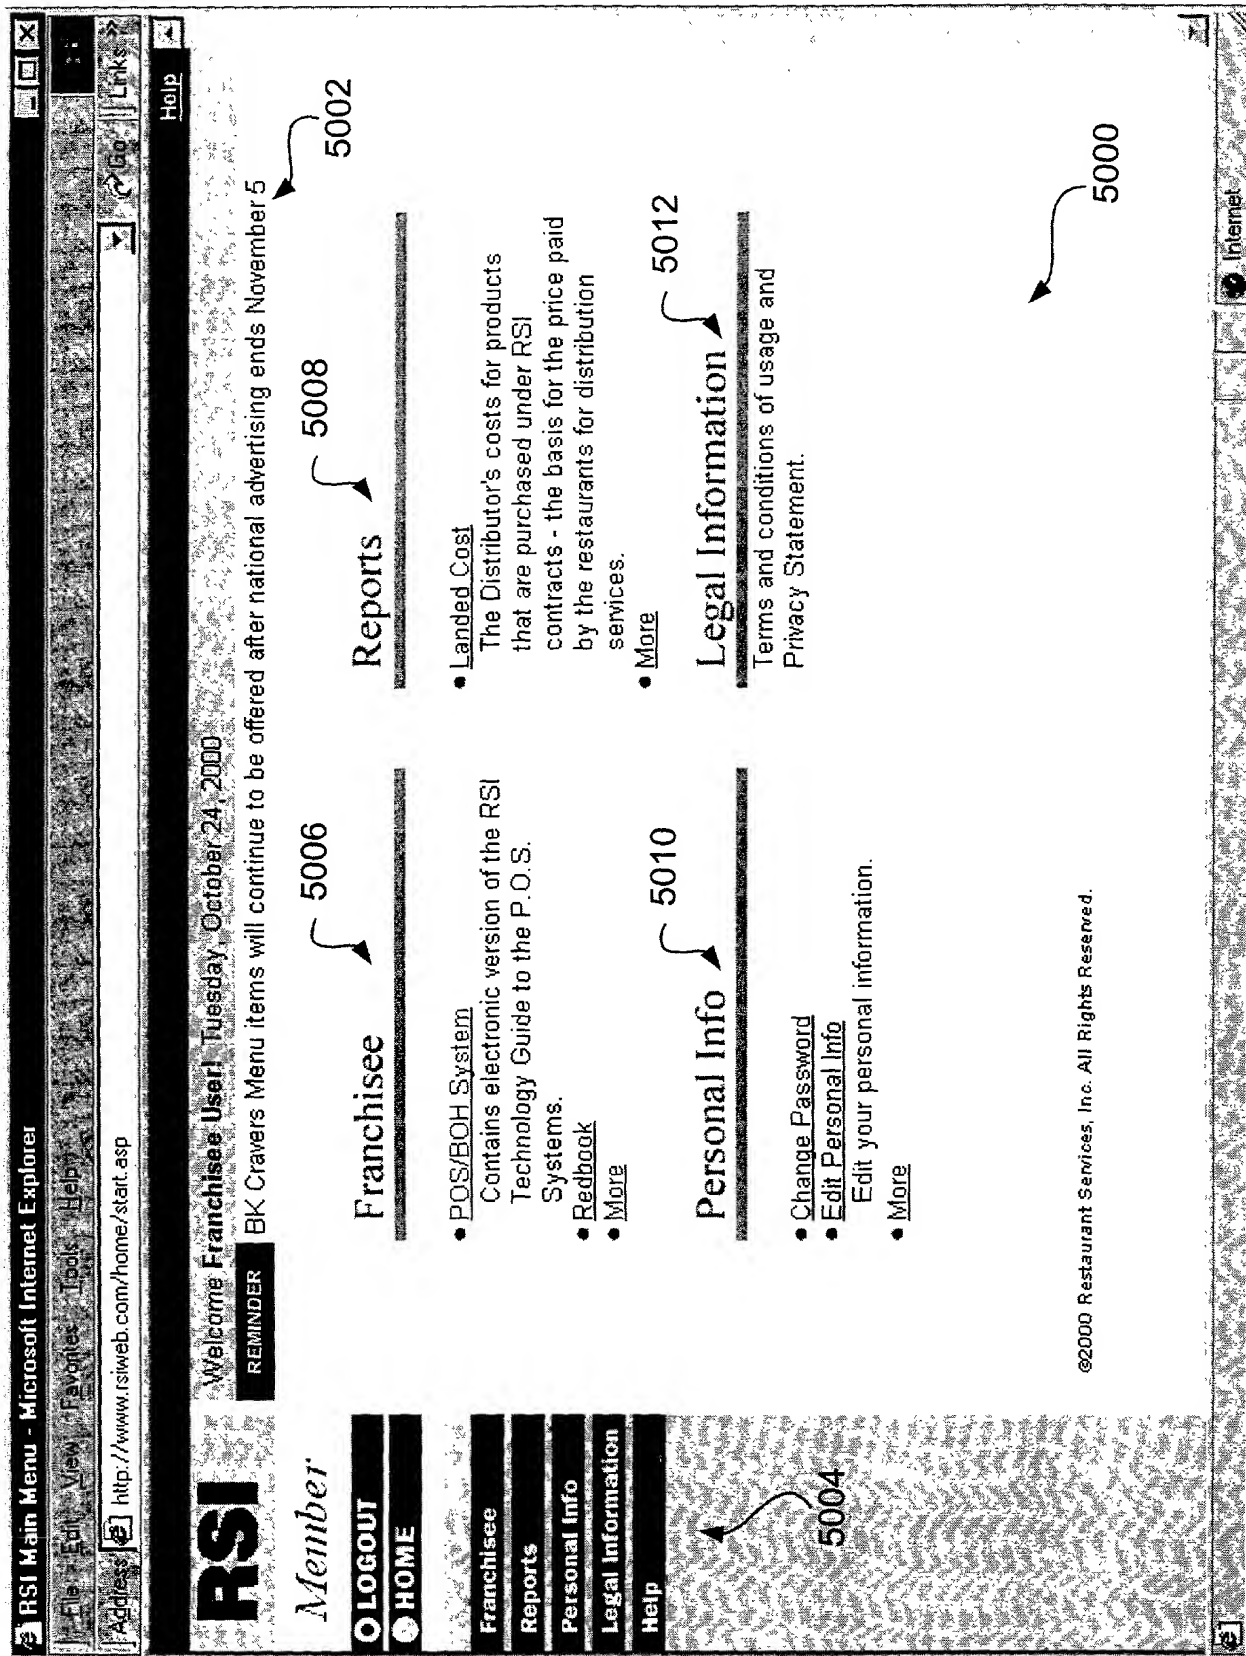 RSI Main Menu - Microsoft Internet Explorer
File Edit View Favorites Tools Help
Address http://www.rsiweb.com/home/start.asp Go Links »
Help
RSI
Welcome Franchisee User! Tuesday, October 24, 2000
REMINDER BK Cravers Menu items will continue to be offered after national advertising ends November 5
5002
Member
LOGOUT
HOME
Franchisee
Reports
Personal Info
Legal Information
Help
5004
Franchisee
5006
• POS/BOH System
Contains electronic version of the RSI
Technology Guide to the P.O.S.
Systems.
• Redbook
• More
Reports
5008
• Landed Cost
The Distributor's costs for products
that are purchased under RSI
contracts - the basis for the price paid
by the restaurants for distribution
services.
• More
Personal Info
5010
• Change Password
• Edit Personal Info
Edit your personal information.
• More
Legal Information
5012
Terms and conditions of usage and
Privacy Statement.
5000
©2000 Restaurant Services, Inc. All Rights Reserved.
Internet